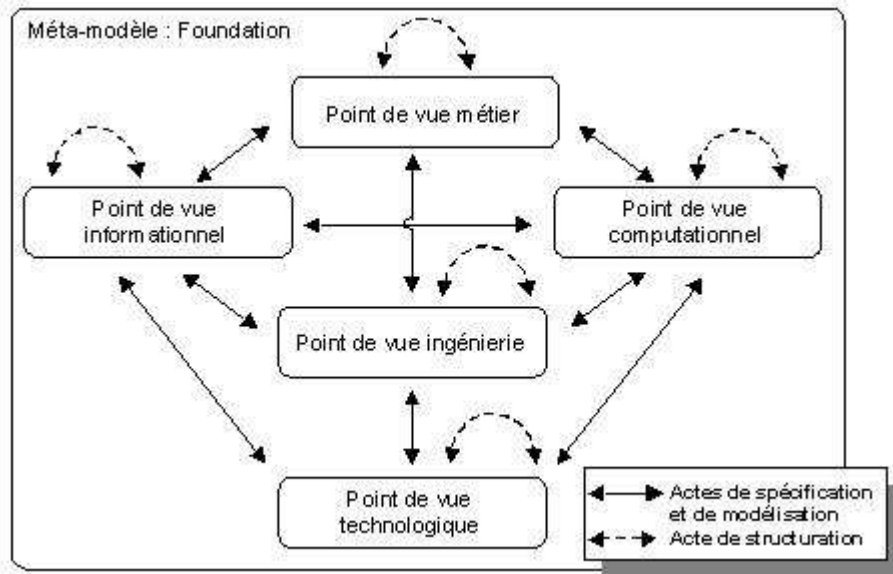 Méta-modèle : Foundation
Point de vue métier
Point de vue
informationnel
Point de vue
computationnel
Point de vue ingénierie
Point de vue
technologique
Actes de spécification
et de modélisation
Acte de structuration